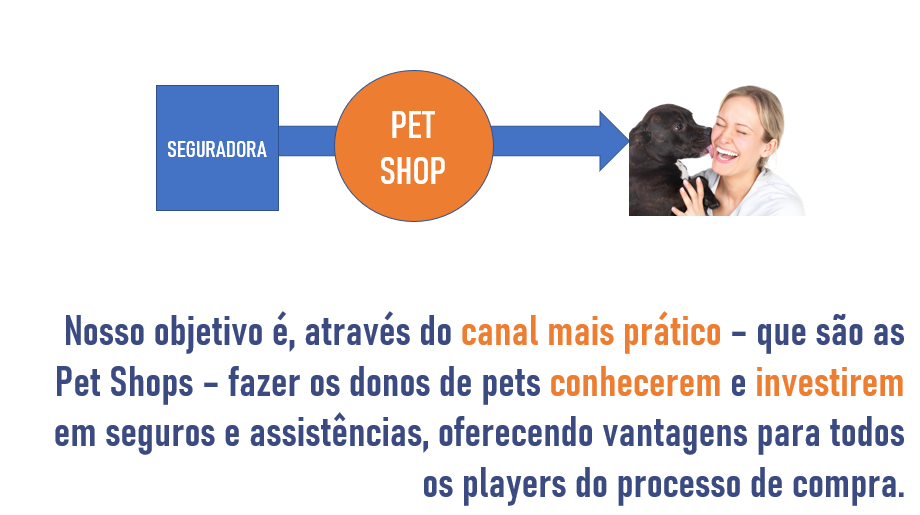 SEGURADORA
PET
SHOP
Nosso objetivo é, através do canal mais prático – que são as
Pet Shops – fazer os donos de pets conhecerem e investirem
em seguros e assistências, oferecendo vantagens para todos
os players do processo de compra.